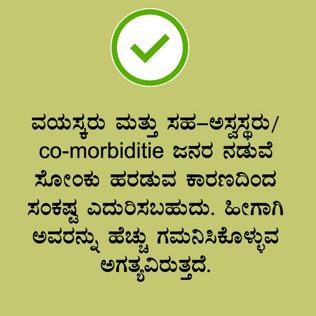 ವಯಸ್ಕರು ಮತ್ತು ಸಹ-ಅಸ್ವಸ್ಥರು/
co-morbiditie ಜನರ ನಡುವೆ
ಸೋಂಕು ಹರಡುವ ಕಾರಣದಿಂದ
ಸಂಕಷ್ಟ ಎದುರಿಸಬಹುದು. ಹೀಗಾಗಿ
ಅವರನ್ನು ಹೆಚ್ಚು ಗಮನಿಸಿಕೊಳ್ಳುವ
ಅಗತ್ಯವಿರುತ್ತದೆ.